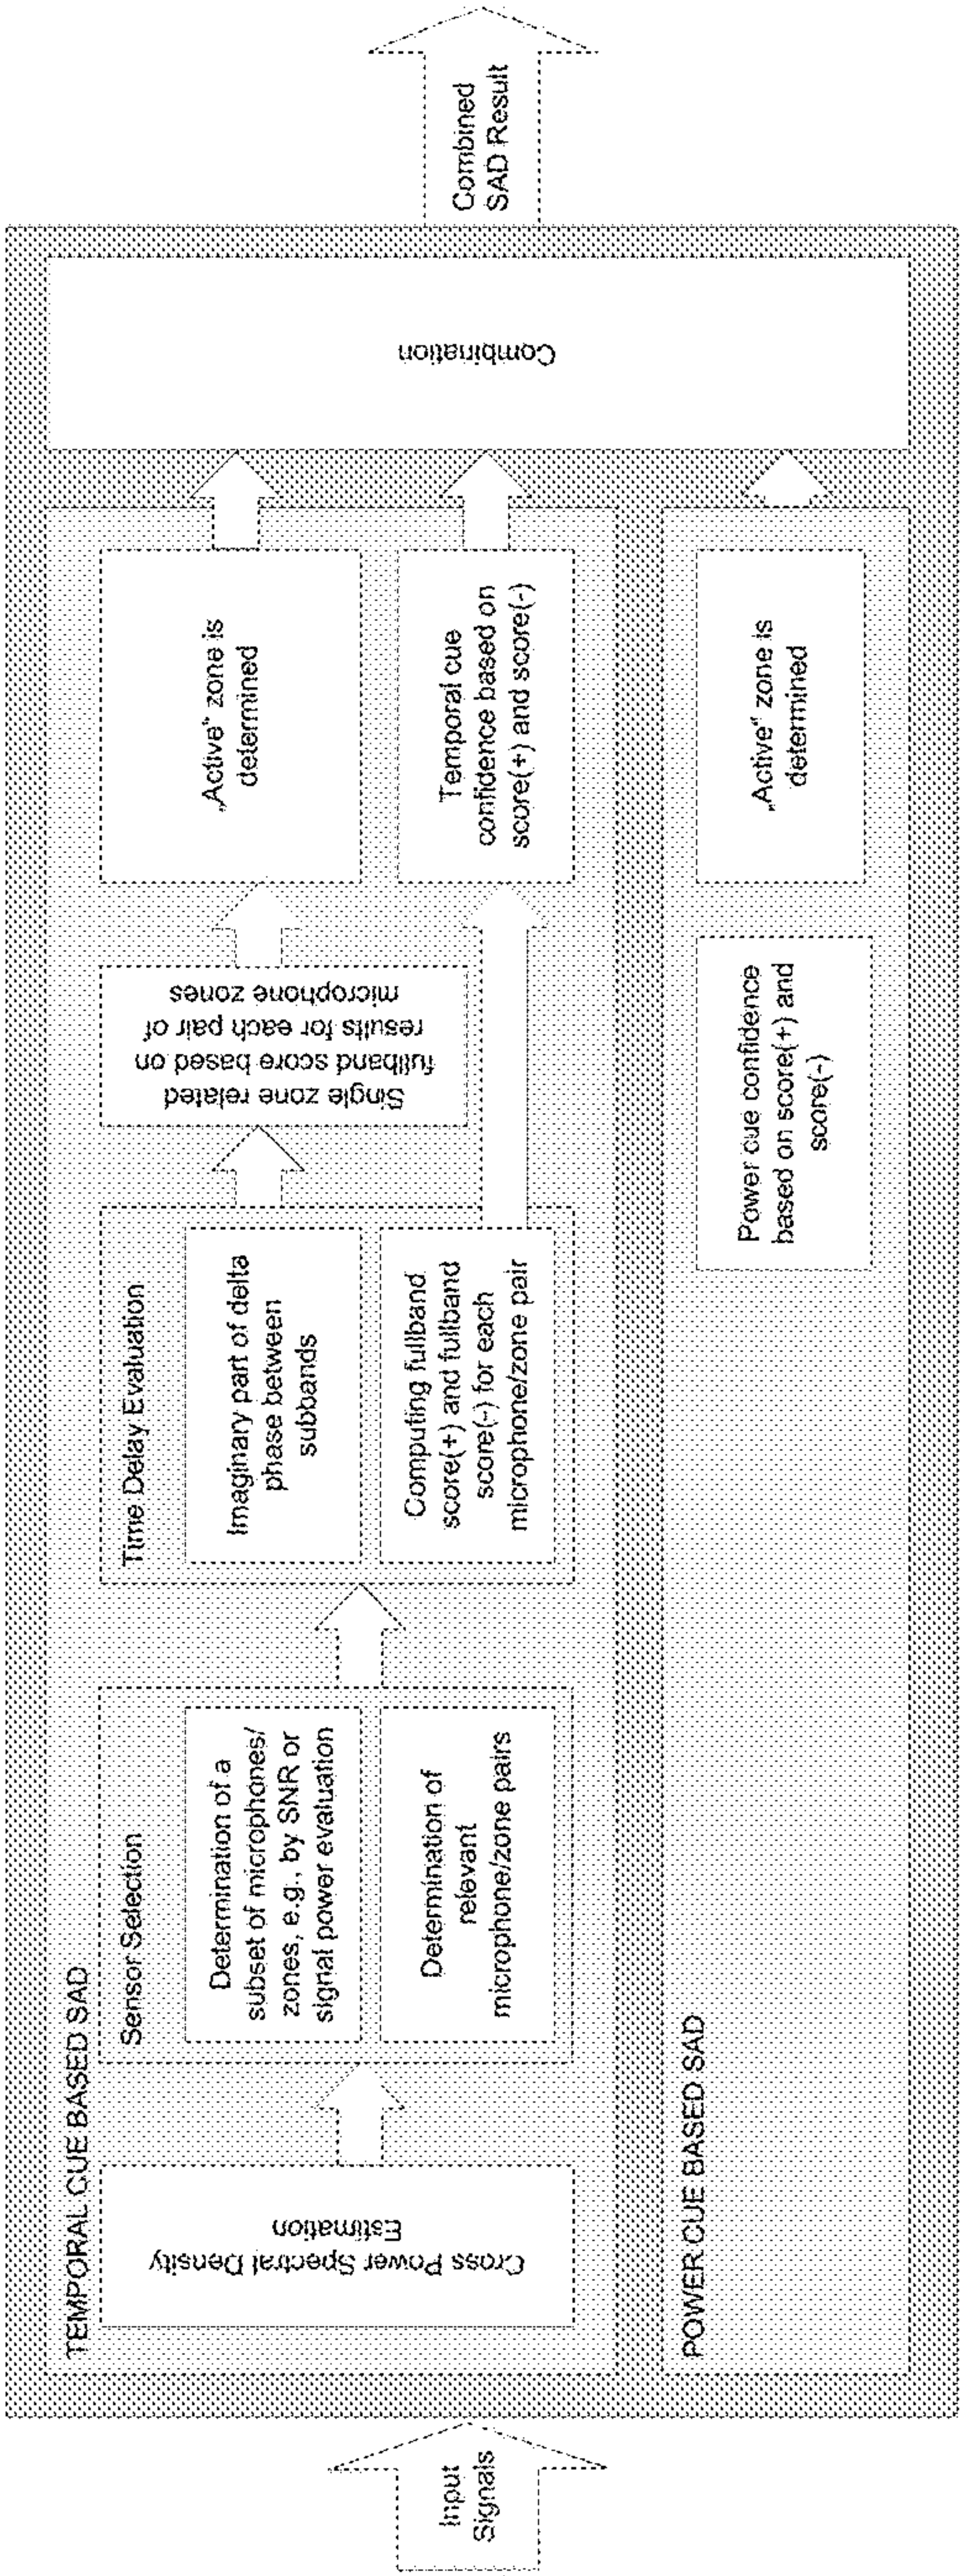 Input
Signals
TEMPORAL CUE BASED SAD
Cross Power Spectral Density
Estimation
Sensor Selection
Determination of a
subset of microphones/
zones, e.g., by SNR or
signal power evaluation
Determination of
relevant
microphone/zone pairs
Time Delay Evaluation
Imaginary part of delta
phase between
subbands
Computing fullband
score(+) and fullband
score(-) for each
microphone/zone pair
Single zone related
fullband score based on
results for each pair of
microphone zones
„Active“ zone is
determined
Temporal cue
confidence based on
score(+) and score(-)
POWER CUE BASED SAD
Power cue confidence
based on score(+) and
score(-)
„Active“ zone is
determined
Combination
Combined
SAD Result